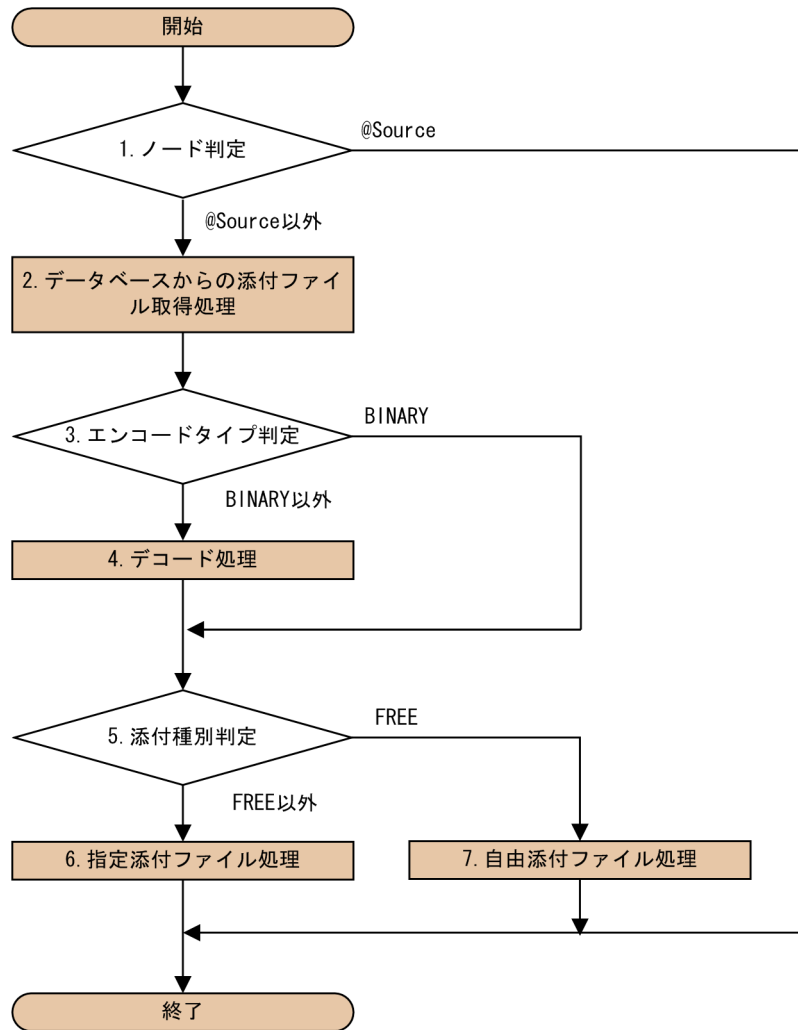 開始
@Source
1.ノード判定
@Source以外
2.データベースからの添付ファイ
ル取得処理
BINARY
3.エンコードタイプ判定
BINARY以外
4.デコード処理
FREE
5.添付種別判定
FREE以外
6.指定添付ファイル処理
7.自由添付ファイル処理
終了